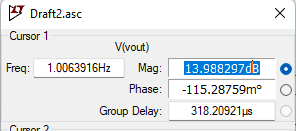 Draft2.asc
Cursor 1
V(vout)
Freq: 1.0063916Hz Mag: 13.988297dB
Phase: -115.28759m°
Group Delay: 318.20921µs
Cursor 2